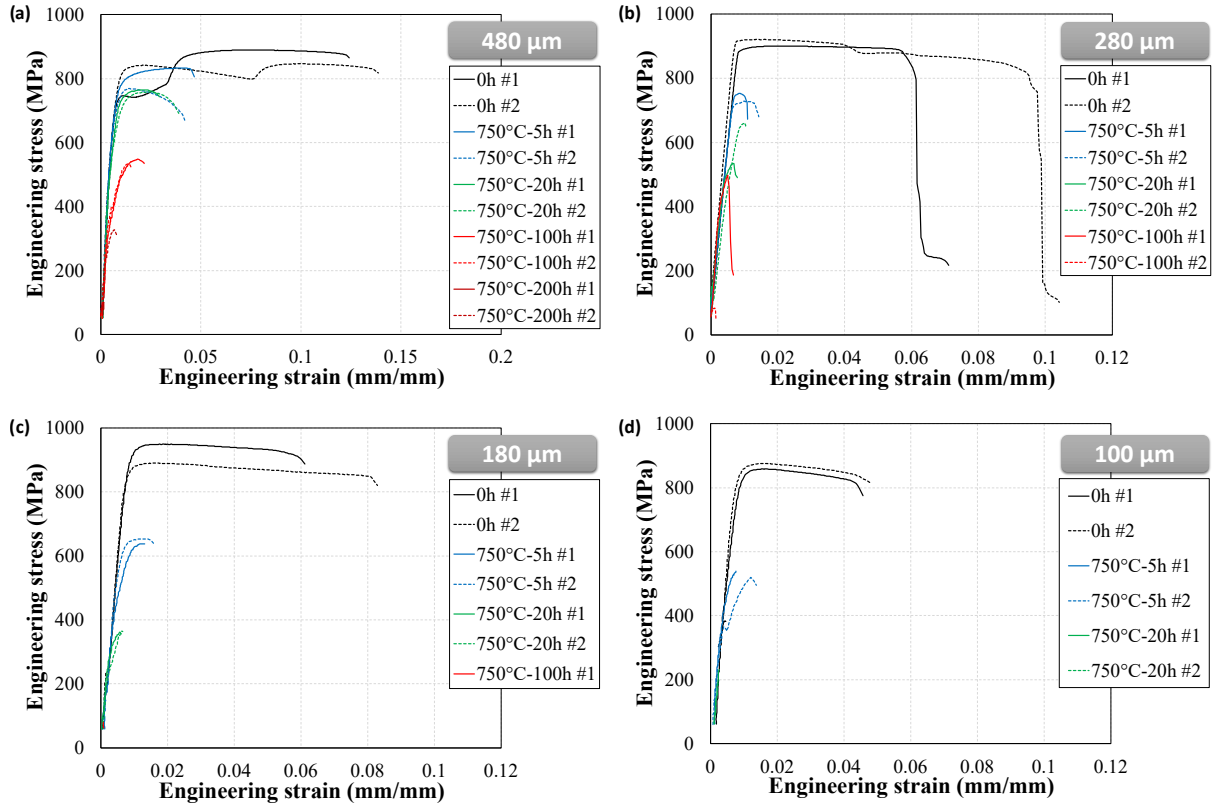 (a)
Engineering stress (MPa)
1000
800
600
400
200
0
0
0.05
0.1
0.15
0.2
Engineering strain (mm/mm)
480 µm
0h #1
0h #2
750°C-5h #1
750°C-5h #2
750°C-20h #1
750°C-20h #2
750°C-100h #1
750°C-100h #2
750°C-200h #1
750°C-200h #2
(b)
Engineering stress (MPa)
1000
800
600
400
200
0
0
0.02
0.04
0.06
0.08
0.1
0.12
Engineering strain (mm/mm)
280 µm
0h #1
0h #2
750°C-5h #1
750°C-5h #2
750°C-20h #1
750°C-20h #2
750°C-100h #1
750°C-100h #2
(c)
Engineering stress (MPa)
1000
800
600
400
200
0
0
0.02
0.04
0.06
0.08
0.1
0.12
Engineering strain (mm/mm)
180 µm
0h #1
0h #2
750°C-5h #1
750°C-5h #2
750°C-20h #1
750°C-20h #2
750°C-100h #1
(d)
Engineering stress (MPa)
1000
800
600
400
200
0
0
0.02
0.04
0.06
0.08
0.1
0.12
Engineering strain (mm/mm)
100 µm
0h #1
0h #2
750°C-5h #1
750°C-5h #2
750°C-20h #1
750°C-20h #2